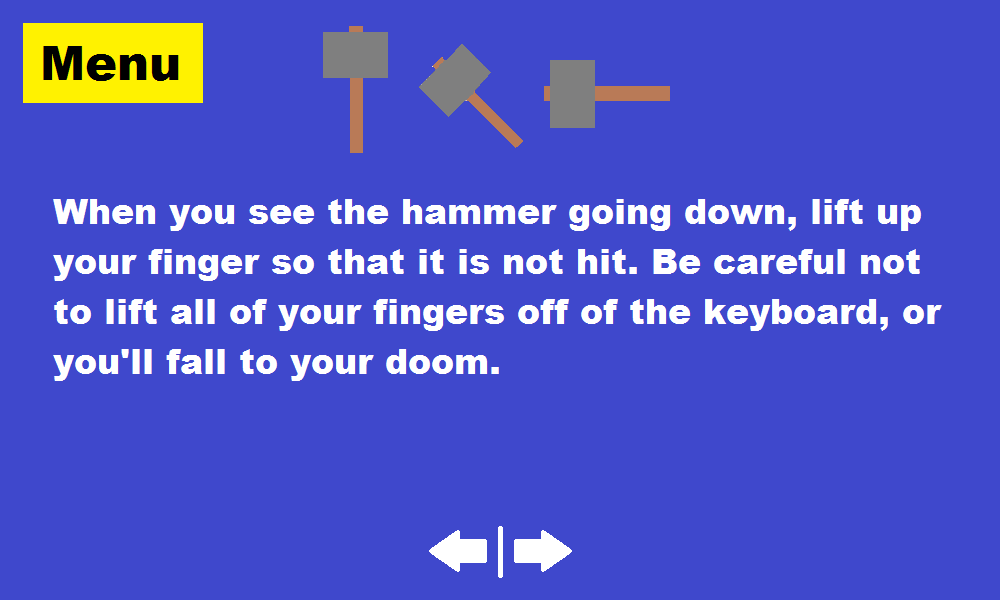 Menu
When you see the hammer going down, lift up
your finger so that it is not hit. Be careful not
to lift all of your fingers off of the keyboard, or
you'll fall to your doom.